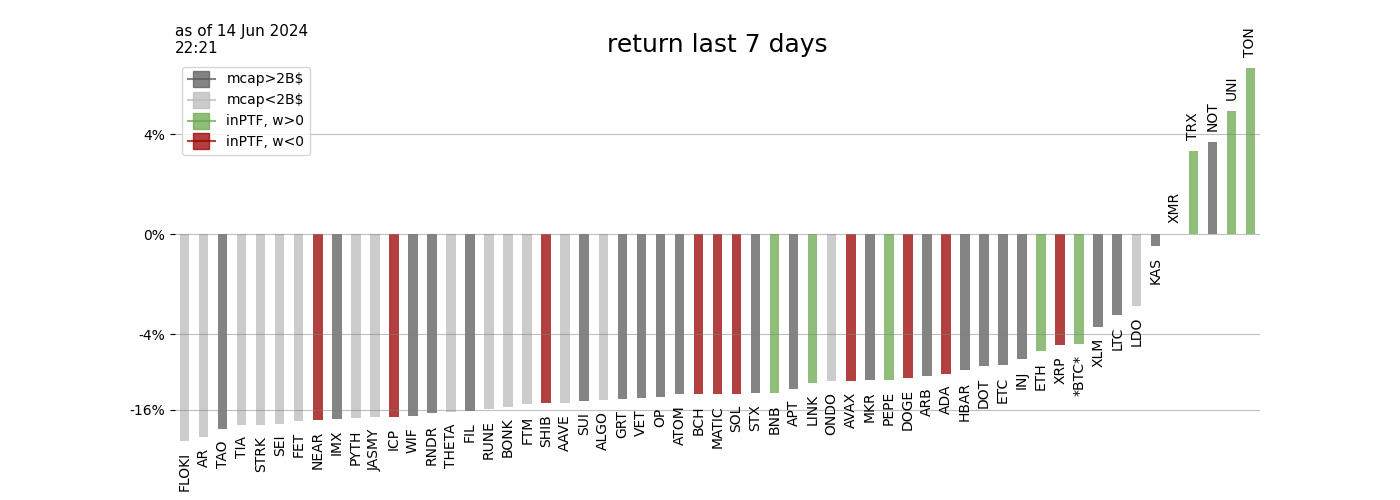 as of 14 Jun 2024
22:21
return last 7 days
mcap>2B$
mcap<2B$
inPTF, w>0
inPTF, w<0
4%
0%
-4%
-16%
FLOKI
AR
TAO
TIA
STRK
SEI
FET
NEAR
IMX
PYTH
JASMY
ICP
WIF
RNDR
THETA
FIL
RUNE
BONK
FTM
SHIB
AAVE
SUI
ALGO
GRT
VET
OP
ATOM
BCH
MATIC
SOL
STX
BNB
APT
LINK
ONDO
AVAX
MKR
PEPE
DOGE
ARB
ADA
HBAR
DOT
ETC
INJ
ETH
XRP
*BTC*
XLM
LTC
LDO
KAS
XMR
TRX
NOT
UNI
TON